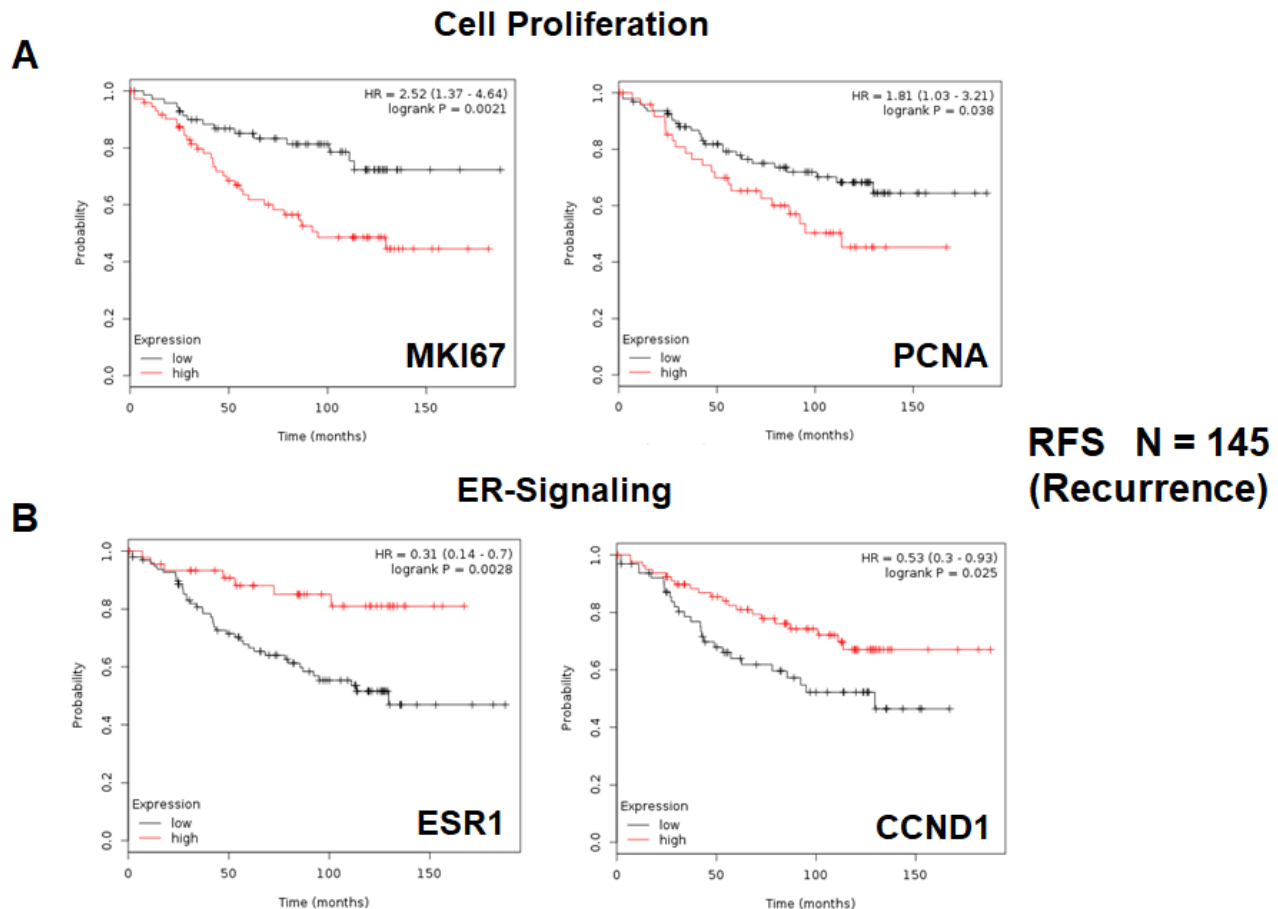 Cell Proliferation
A
HR = 2.52 (1.37 - 4.64)
logrank P = 0.0021
Probability
0.0
0.2
0.4
0.6
0.8
1.0
Expression
low
high
MKI67
0
50
100
150
Time (months)
HR = 1.81 (1.03 - 3.21)
logrank P = 0.038
Probability
0.0
0.2
0.4
0.6
0.8
1.0
Expression
low
high
PCNA
0
50
100
150
Time (months)
RFS N = 145
(Recurrence)
ER-Signaling
B
HR = 0.31 (0.14 - 0.7)
logrank P = 0.0028
Probability
0.0
0.2
0.4
0.6
0.8
1.0
Expression
low
high
ESR1
0
50
100
150
Time (months)
HR = 0.53 (0.3 - 0.93)
logrank P = 0.025
Probability
0.0
0.2
0.4
0.6
0.8
1.0
Expression
low
high
CCND1
0
50
100
150
Time (months)